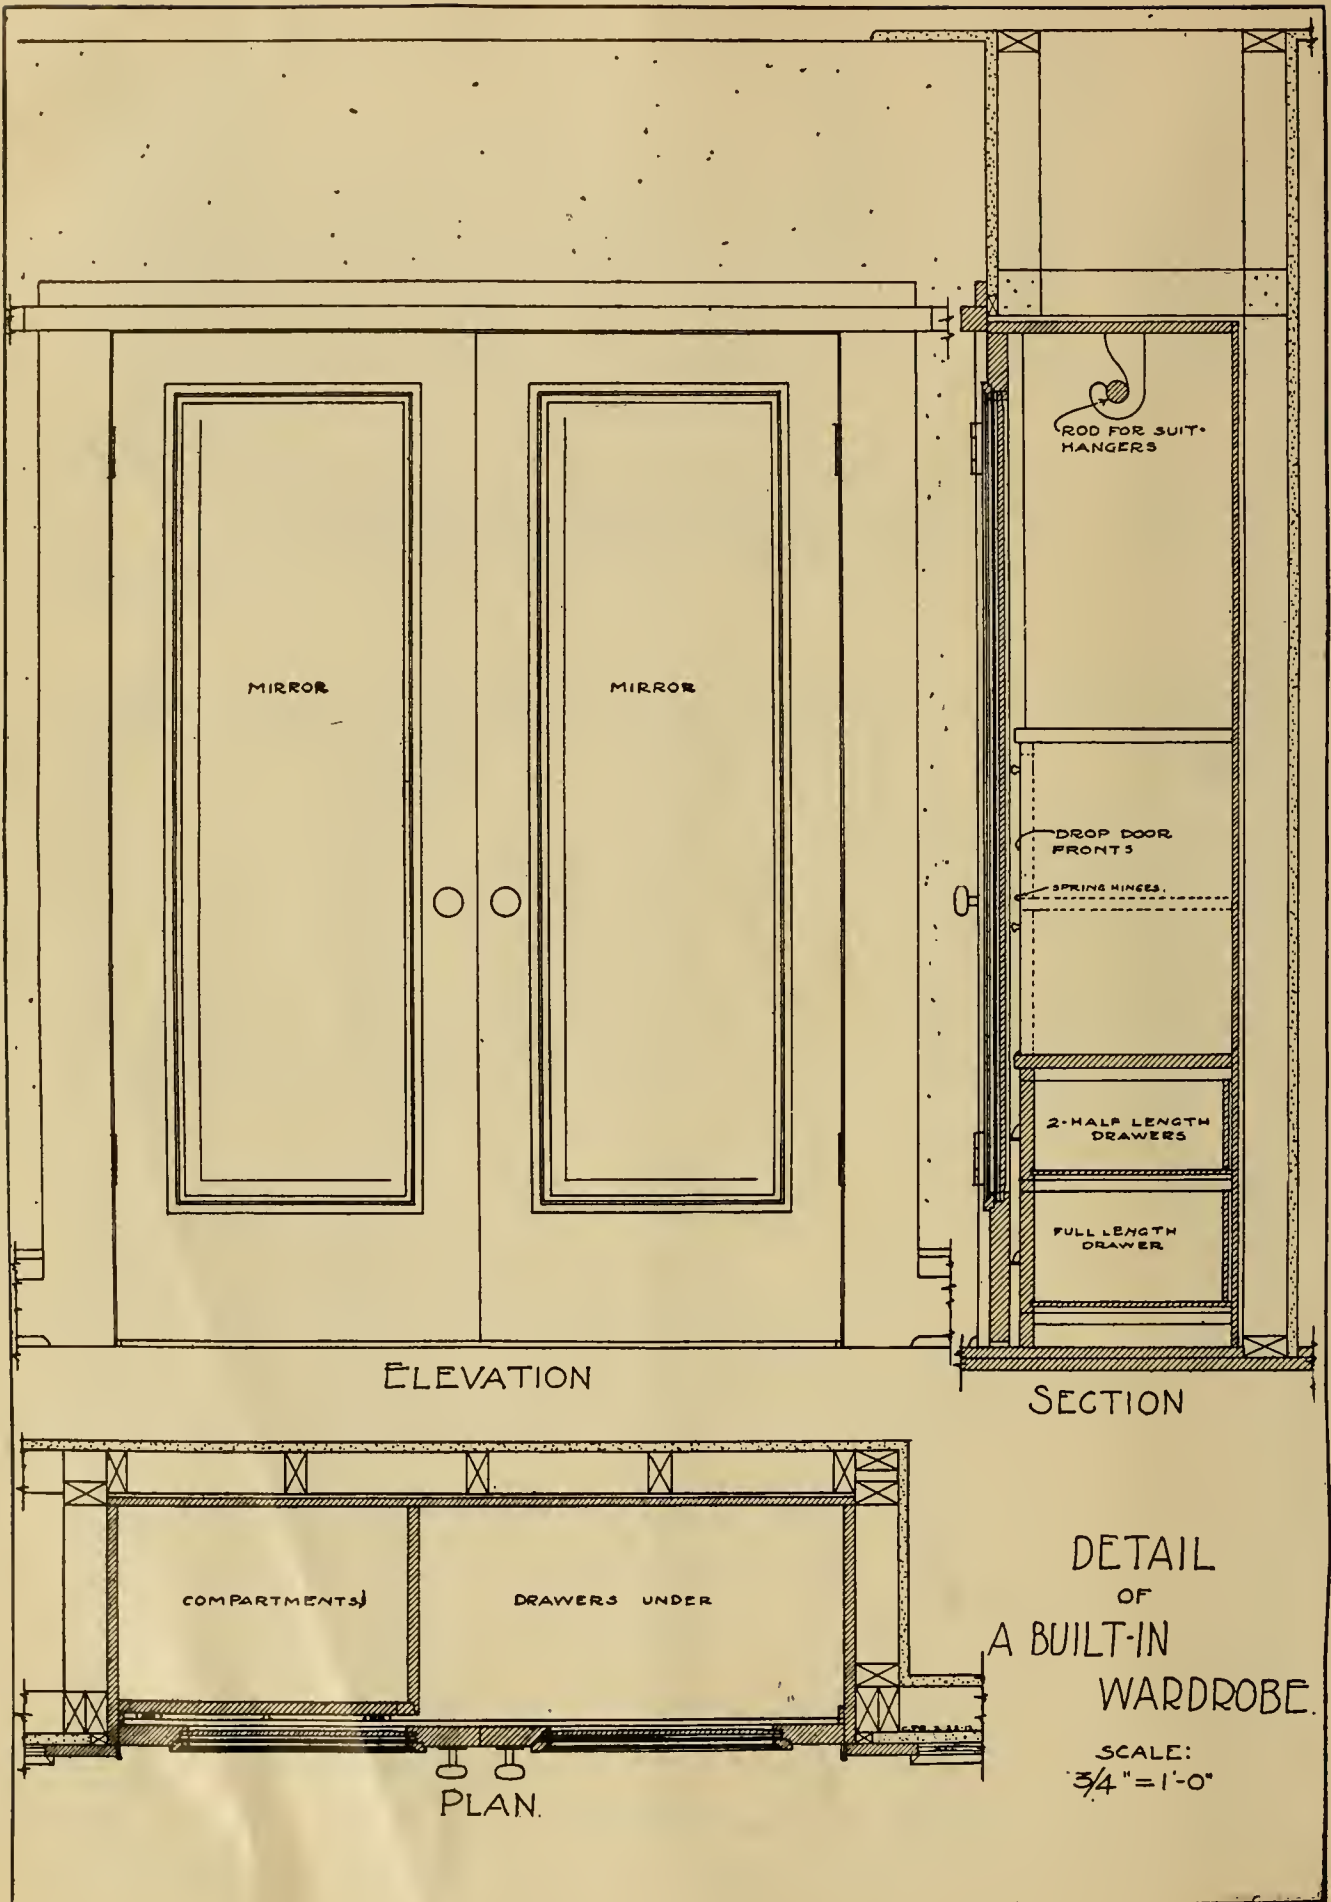 ROD FOR SUIT-
HANGERS
MIRROR
MIRROR
DROP DOOR
FRONTS
SPRING HINGES.
2-HALF LENGTH
DRAWERS
FULL LENGTH
DRAWER
ELEVATION
SECTION
COMPARTMENTS
DRAWERS UNDER
PLAN.
DETAIL
OF
A BUILT-IN
WARDROBE.
SCALE:
3/4" = 1'-0"